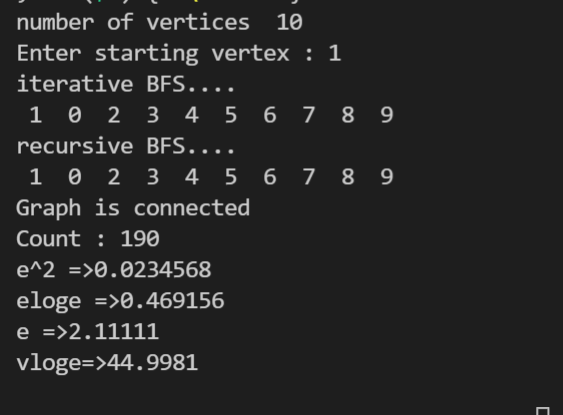 number of vertices  10
Enter starting vertex : 1
iterative BFS....
 1  0  2  3  4  5  6  7  8  9
recursive BFS....
 1  0  2  3  4  5  6  7  8  9
Graph is connected
Count : 190
e^2 =>0.0234568
eloge =>0.469156
e =>2.11111
vloge=>44.9981